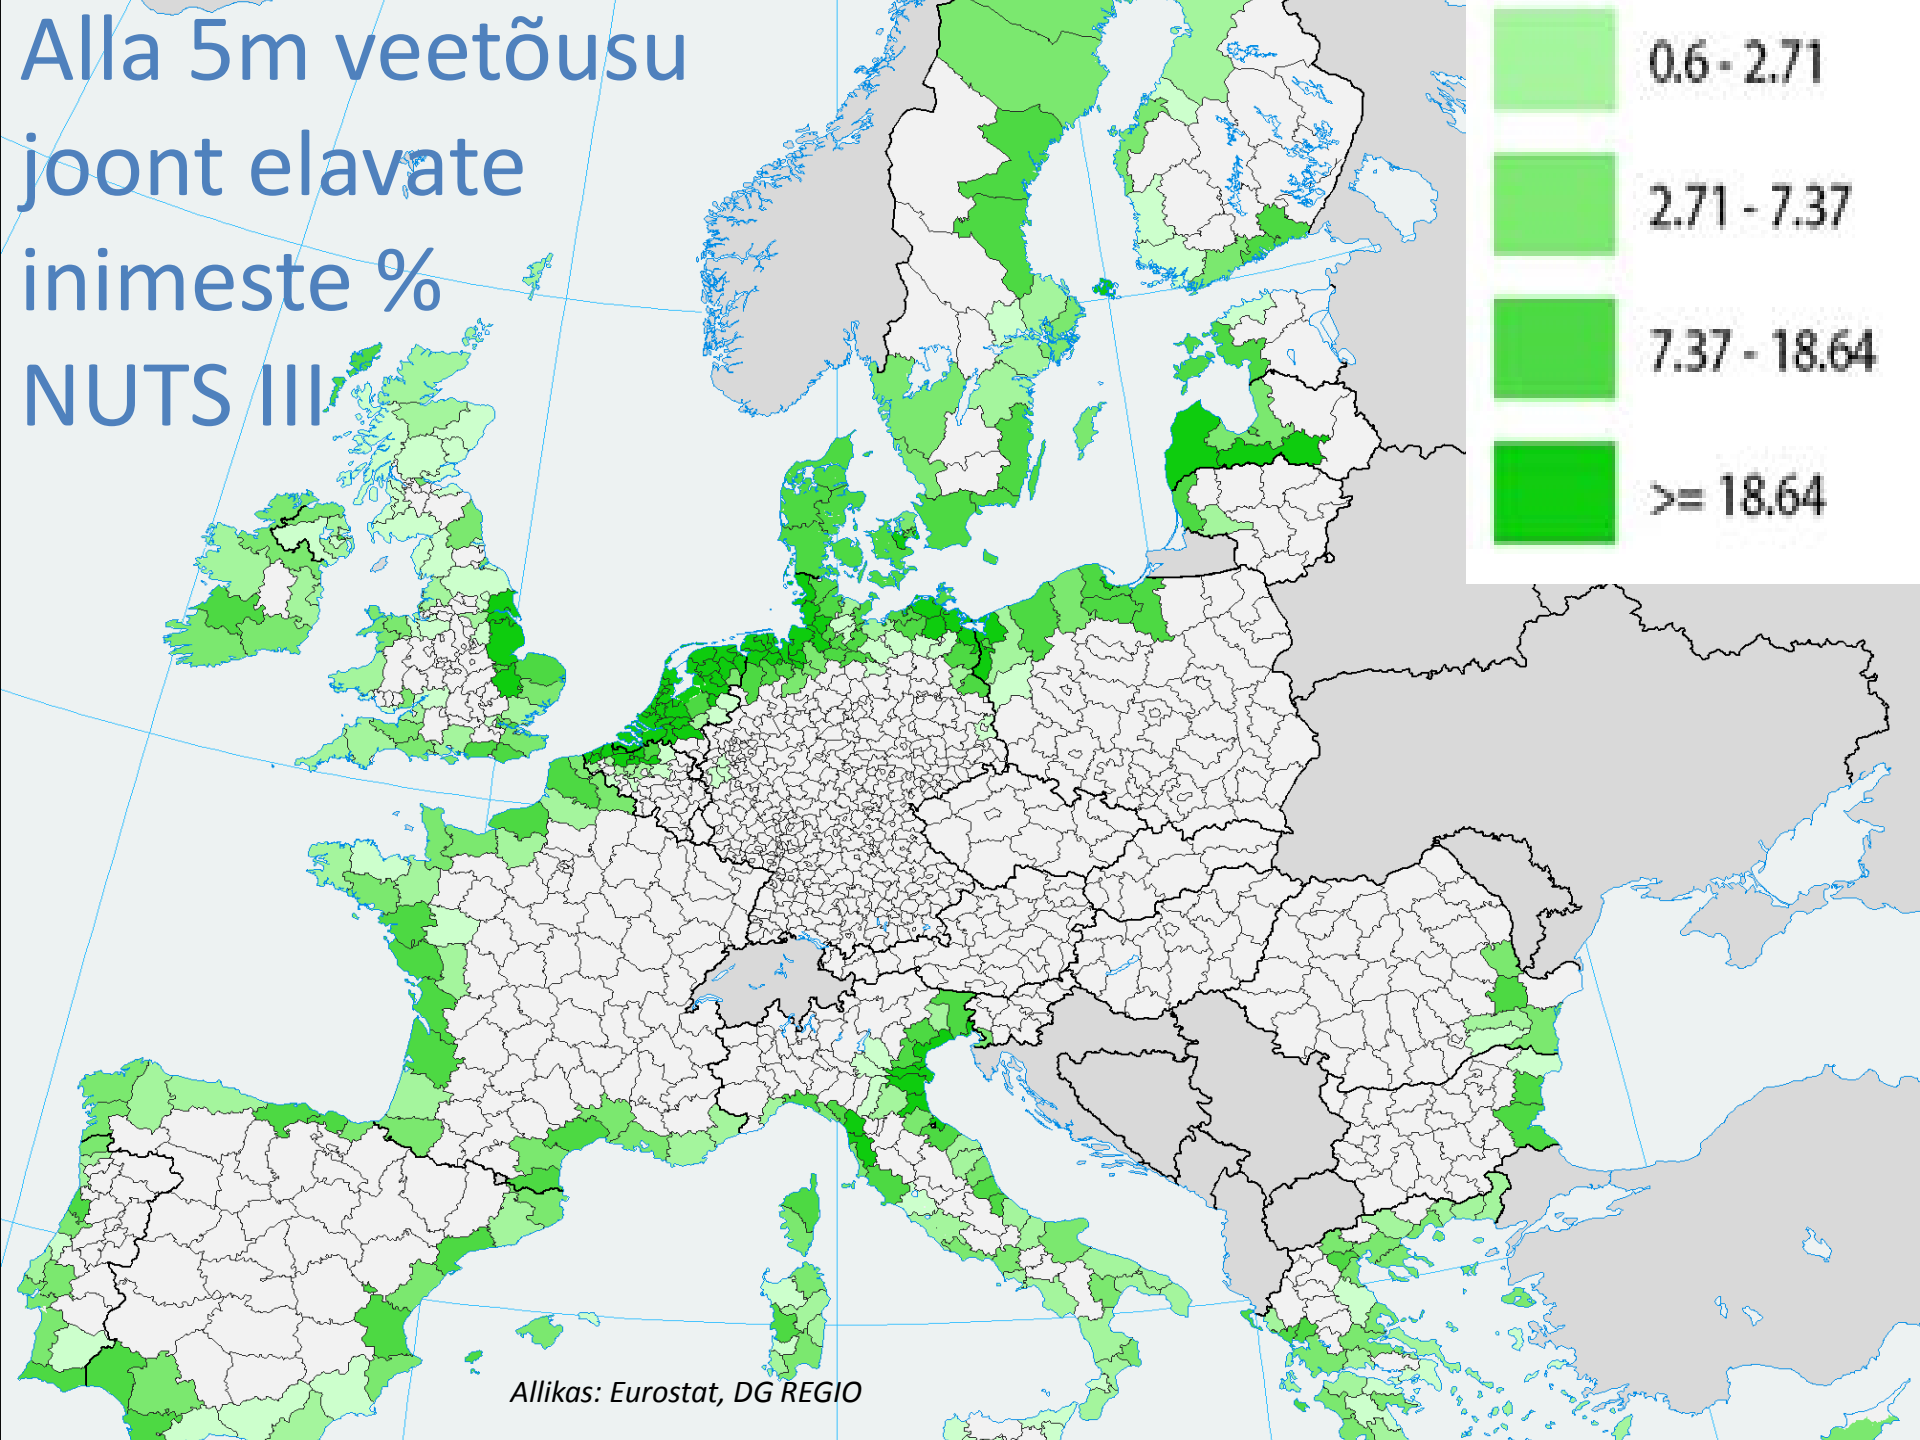 Alla 5m veetõusu
joont elavate
inimeste %
NUTS III
0.6 - 2.71
2.71 - 7.37
7.37 - 18.64
>= 18.64
Allikas: Eurostat, DG REGIO